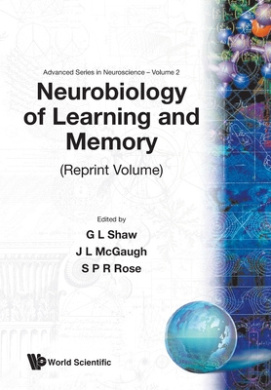 Advanced Series in Neuroscience – Volume 2
Neurobiology
of Learning and
Memory
(Reprint Volume)
Edited by
G L Shaw
J L McGaugh
S P R Rose
World Scientific